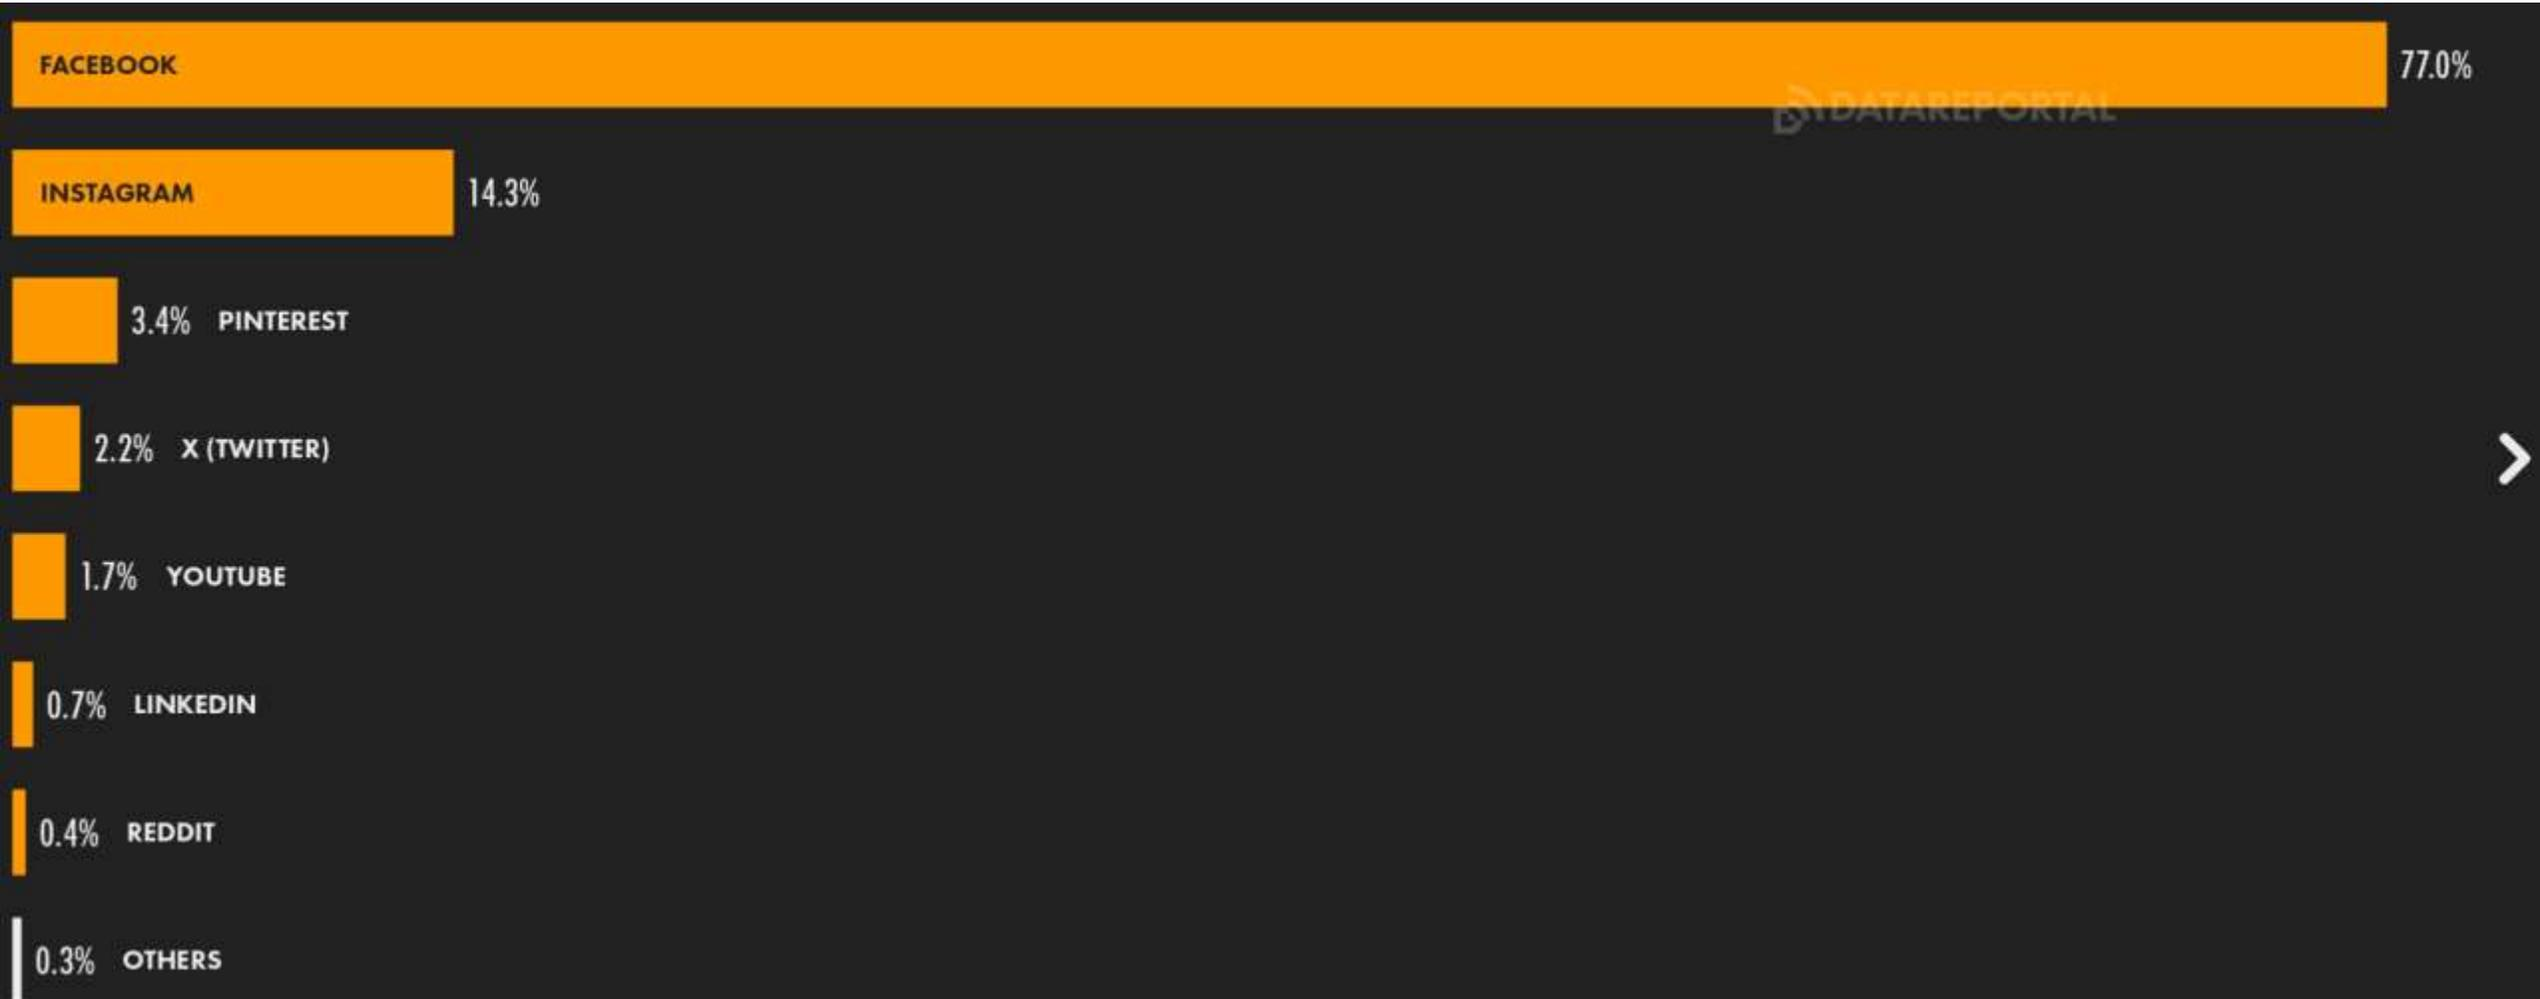 FACEBOOK 77.0%
DATAREPORTAL
INSTAGRAM 14.3%
3.4% PINTEREST
2.2% X (TWITTER)
1.7% YOUTUBE
0.7% LINKEDIN
0.4% REDDIT
0.3% OTHERS